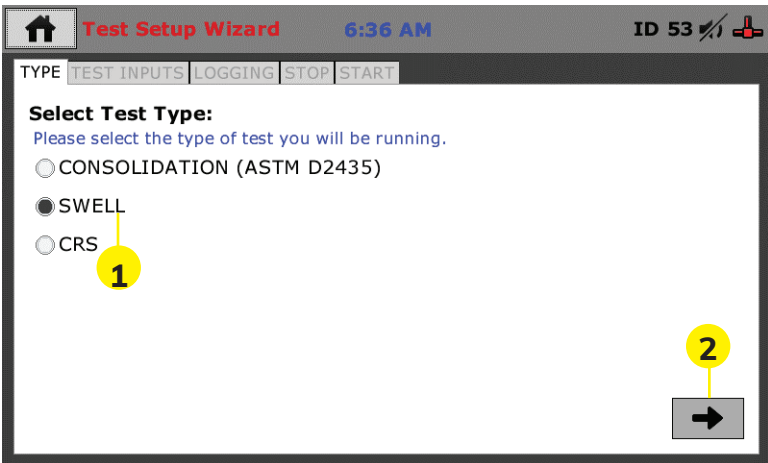 Test Setup Wizard 6:36 AM ID 53
TYPE TEST INPUTS LOGGING STOP START
Select Test Type:
Please select the type of test you will be running.
CONSOLIDATION (ASTM D2435)
SWELL
CRS
1
2